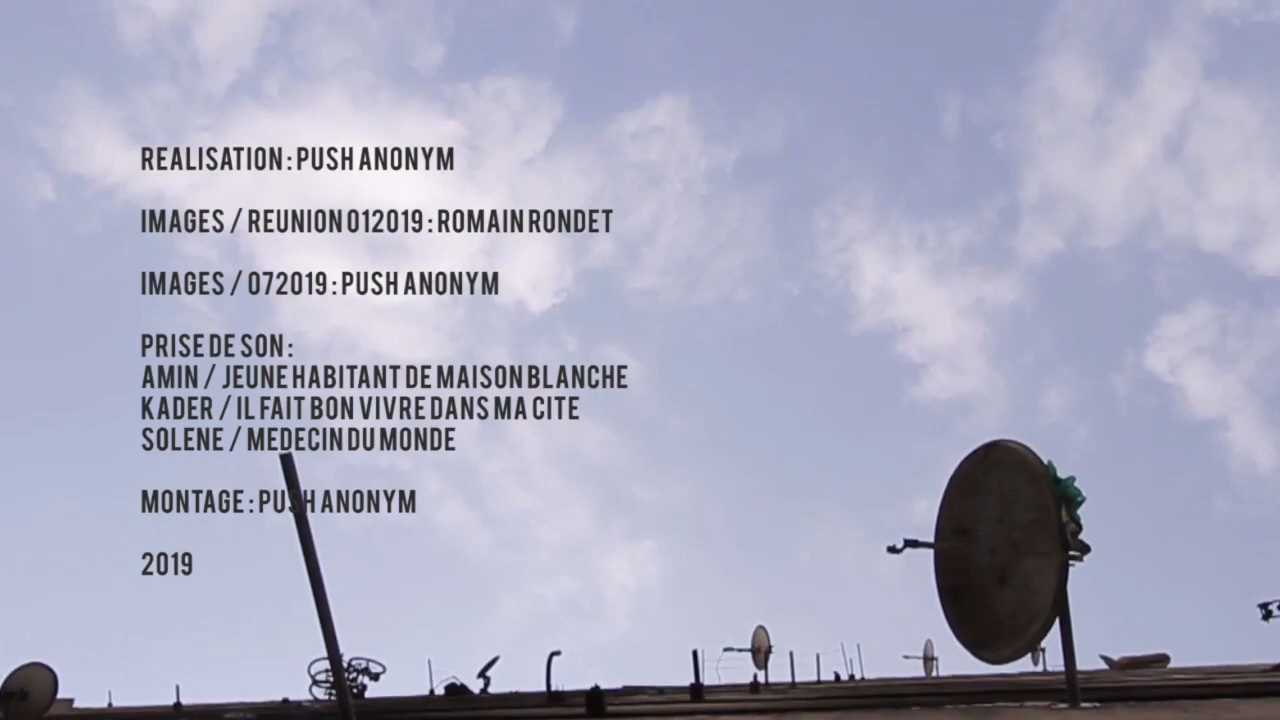 REALISATION : PUSH ANONYM
IMAGES / REUNION 012019 : ROMAIN RONDET
IMAGES / 072019 : PUSH ANONYM
PRISE DE SON :
AMIN / JEUNE HABITANT DE MAISON BLANCHE
KADER / IL FAIT BON VIVRE DANS MA CITE
SOLENE / MEDECIN DU MONDE
MONTAGE : PUSH ANONYM
2019